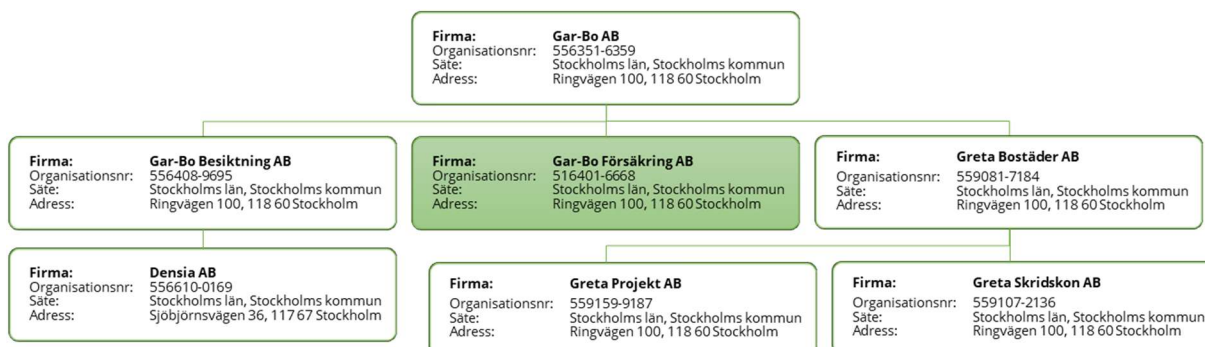 Firma: Gar-Bo AB
Organisationsnr: 556351-6359
Säte: Stockholms län, Stockholms kommun
Adress: Ringvägen 100, 118 60 Stockholm
Firma: Gar-Bo Besiktning AB
Organisationsnr: 556408-9695
Säte: Stockholms län, Stockholms kommun
Adress: Ringvägen 100, 118 60 Stockholm
Firma: Gar-Bo Försäkring AB
Organisationsnr: 516401-6668
Säte: Stockholms län, Stockholms kommun
Adress: Ringvägen 100, 118 60 Stockholm
Firma: Greta Bostäder AB
Organisationsnr: 559081-7184
Säte: Stockholms län, Stockholms kommun
Adress: Ringvägen 100, 118 60 Stockholm
Firma: Densia AB
Organisationsnr: 556610-0169
Säte: Stockholms län, Stockholms kommun
Adress: Sjöbjörnsvägen 36, 117 67 Stockholm
Firma: Greta Projekt AB
Organisationsnr: 559159-9187
Säte: Stockholms län, Stockholms kommun
Adress: Ringvägen 100, 118 60 Stockholm
Firma: Greta Skridskon AB
Organisationsnr: 559107-2136
Säte: Stockholms län, Stockholms kommun
Adress: Ringvägen 100, 118 60 Stockholm